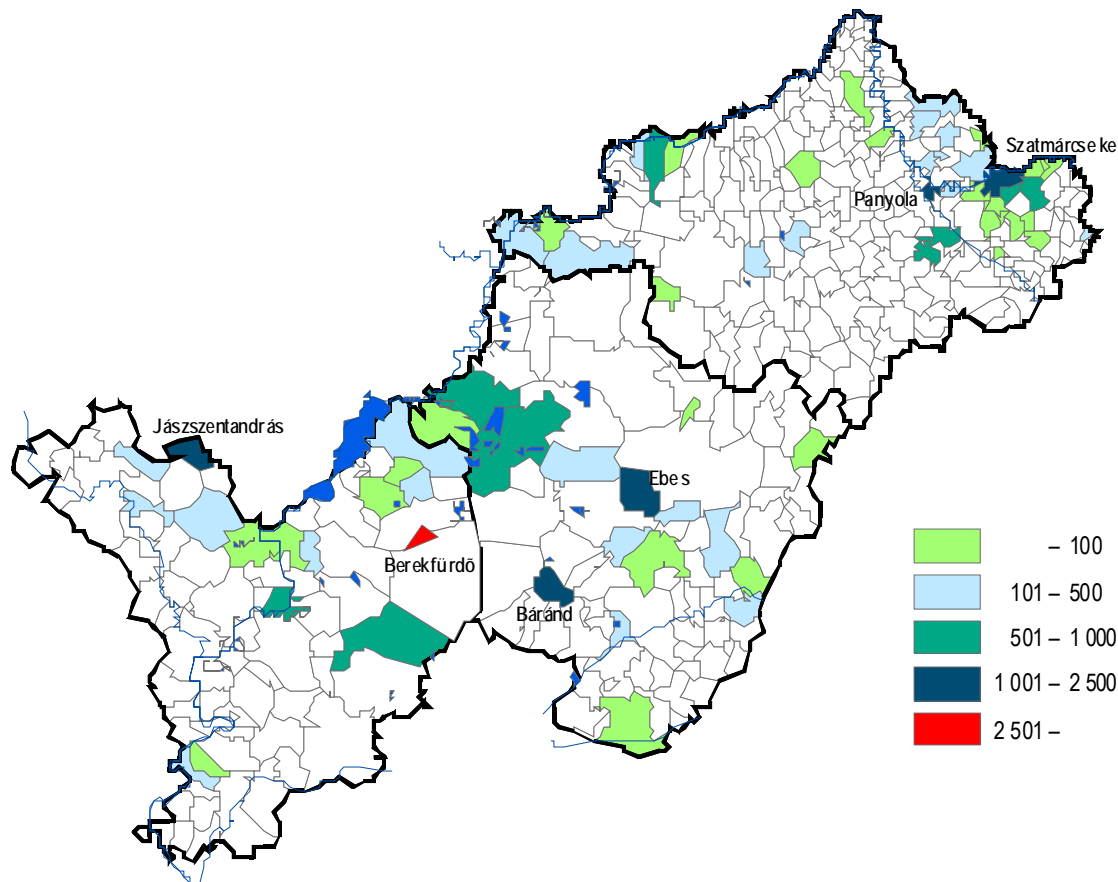 Szatmárcseke
Panyola
Jászszentandrás
Ebes
Berekfürdő
Báránd
– 100
101 – 500
501 – 1 000
1 001 – 2 500
2 501 –